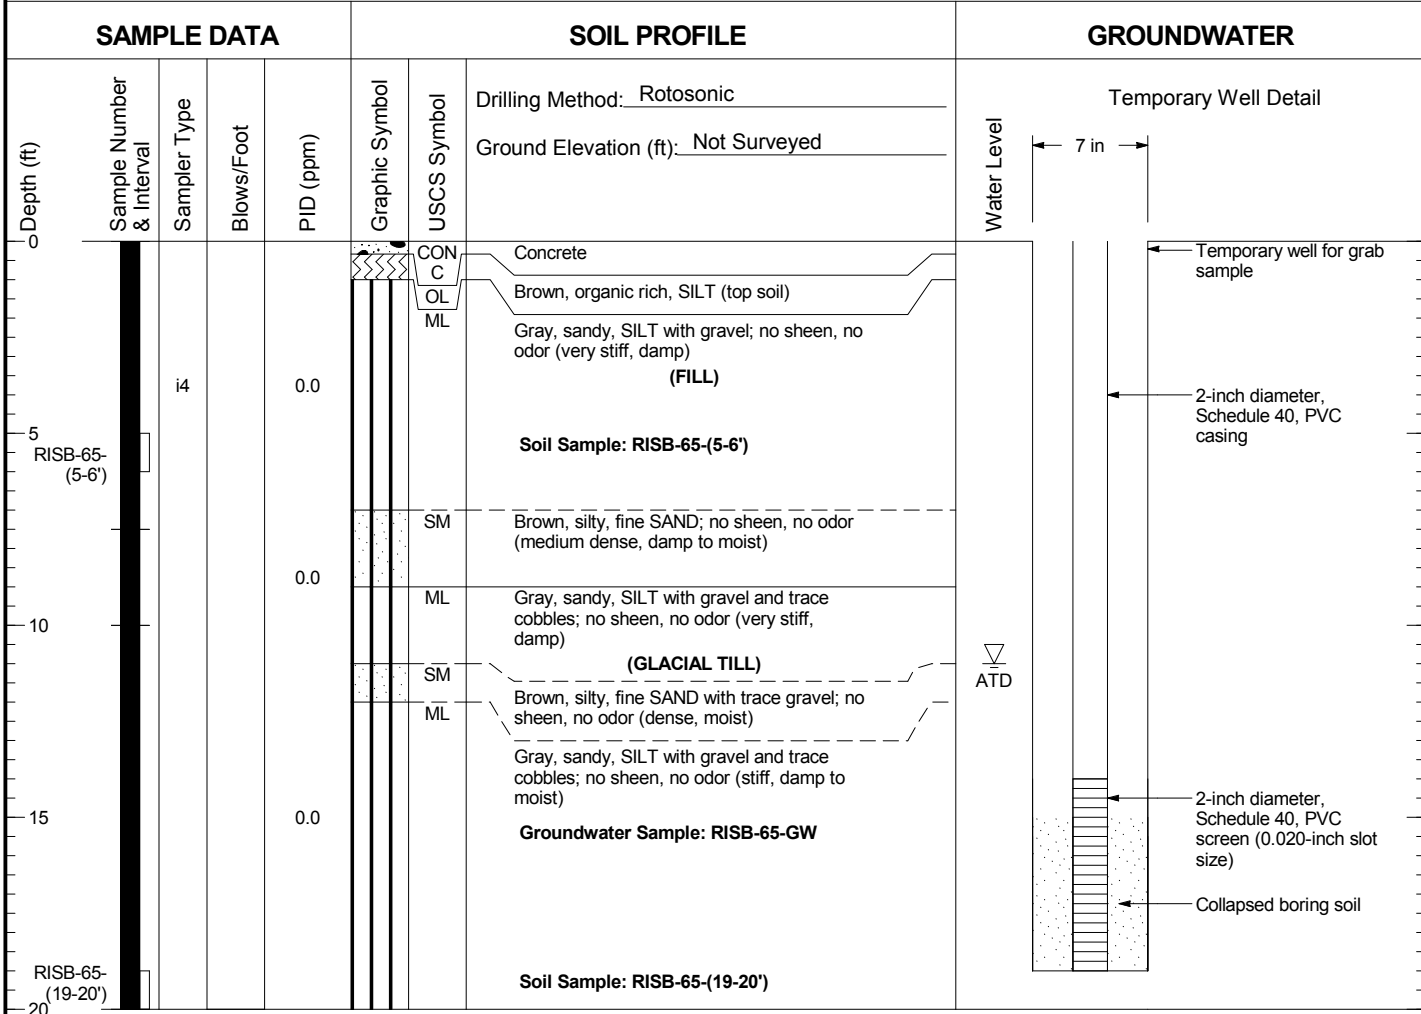 SAMPLE DATA
SOIL PROFILE
GROUNDWATER
Depth (ft)
Sample Number
& Interval
Sampler Type
Blows/Foot
PID (ppm)
Graphic Symbol
USCS Symbol
Drilling Method: Rotosonic
Ground Elevation (ft): Not Surveyed
Water Level
Temporary Well Detail
7 in
0
CON
C
Concrete
Temporary well for grab
sample
OL
Brown, organic rich, SILT (top soil)
ML
Gray, sandy, SILT with gravel; no sheen, no
odor (very stiff, damp)
(FILL)
i4
0.0
2-inch diameter,
Schedule 40, PVC
casing
5
RISB-65-
(5-6')
Soil Sample: RISB-65-(5-6')
SM
Brown, silty, fine SAND; no sheen, no odor
(medium dense, damp to moist)
0.0
ML
Gray, sandy, SILT with gravel and trace
cobbles; no sheen, no odor (very stiff,
damp)
10
(GLACIAL TILL)
ATD
SM
Brown, silty, fine SAND with trace gravel; no
sheen, no odor (dense, moist)
ML
Gray, sandy, SILT with gravel and trace
cobbles; no sheen, no odor (stiff, damp to
moist)
15
0.0
Groundwater Sample: RISB-65-GW
2-inch diameter,
Schedule 40, PVC
screen (0.020-inch slot
size)
Collapsed boring soil
RISB-65-
(19-20')
Soil Sample: RISB-65-(19-20')
20